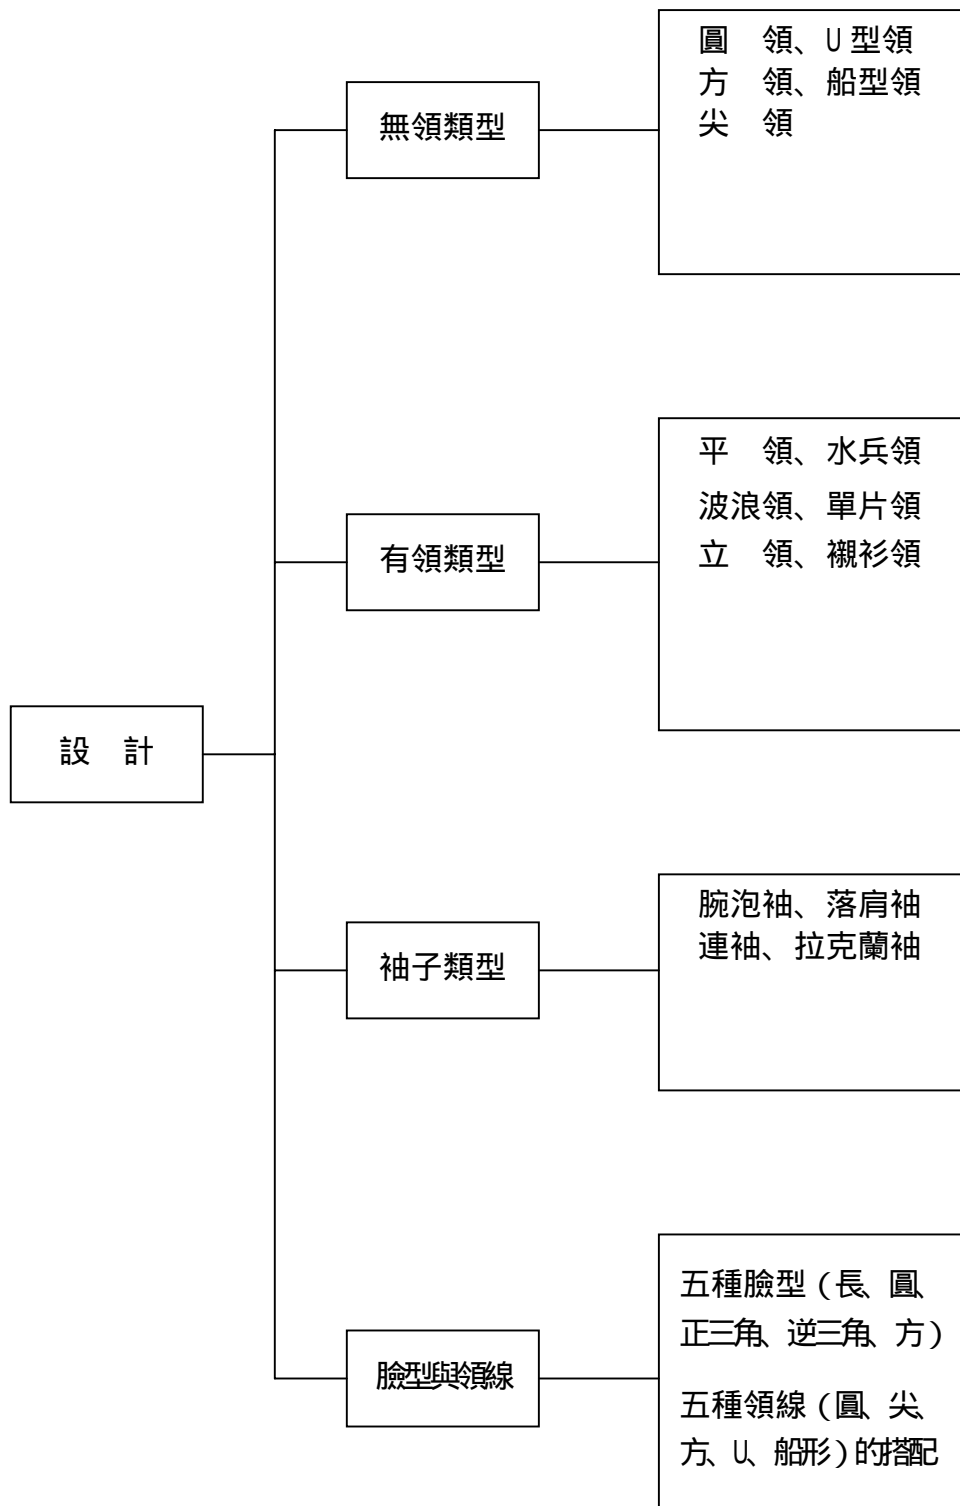 設　計
無領類型
圓　領、U型領
方　領、船型領
尖　領
有領類型
平　領、水兵領
波浪領、單片領
立　領、襯衫領
袖子類型
腕泡袖、落肩袖
連袖、拉克蘭袖
臉型與領線
五種臉型(長、圓、
正三角、逆三角、方)
五種領線(圓、尖、
方、U、船形)的搭配